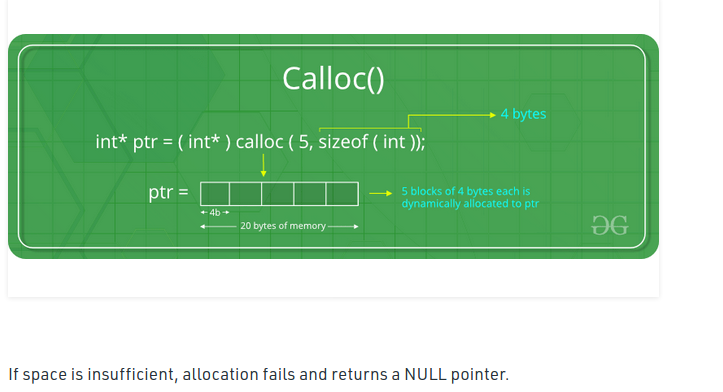 Calloc()
4 bytes
int* ptr = ( int* ) calloc ( 5, sizeof ( int ));
ptr =
5 blocks of 4 bytes each is
dynamically allocated to ptr
4b
20 bytes of memory
If space is insufficient, allocation fails and returns a NULL pointer.